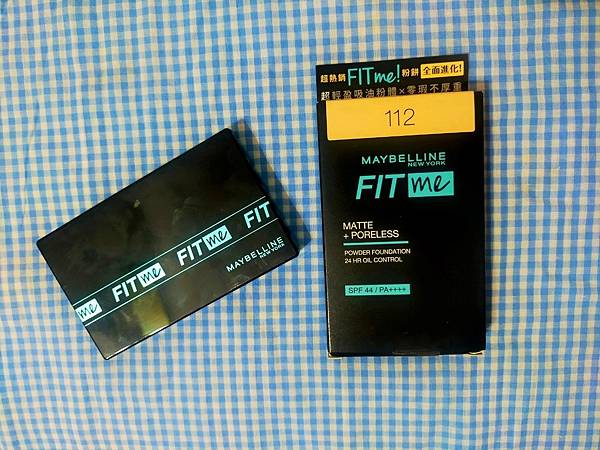 超熱銷 FITme! 粉餅 全面進化!
超輕盈吸油粉體×零瑕不厚重
112
MAYBELLINE
NEW YORK
FIT me
MATTE
+ PORELESS
POWDER FOUNDATION
24 HR OIL CONTROL
SPF 44 / PA++++
me FIT me FIT me FIT
MAYBELLINE
NEW YORK